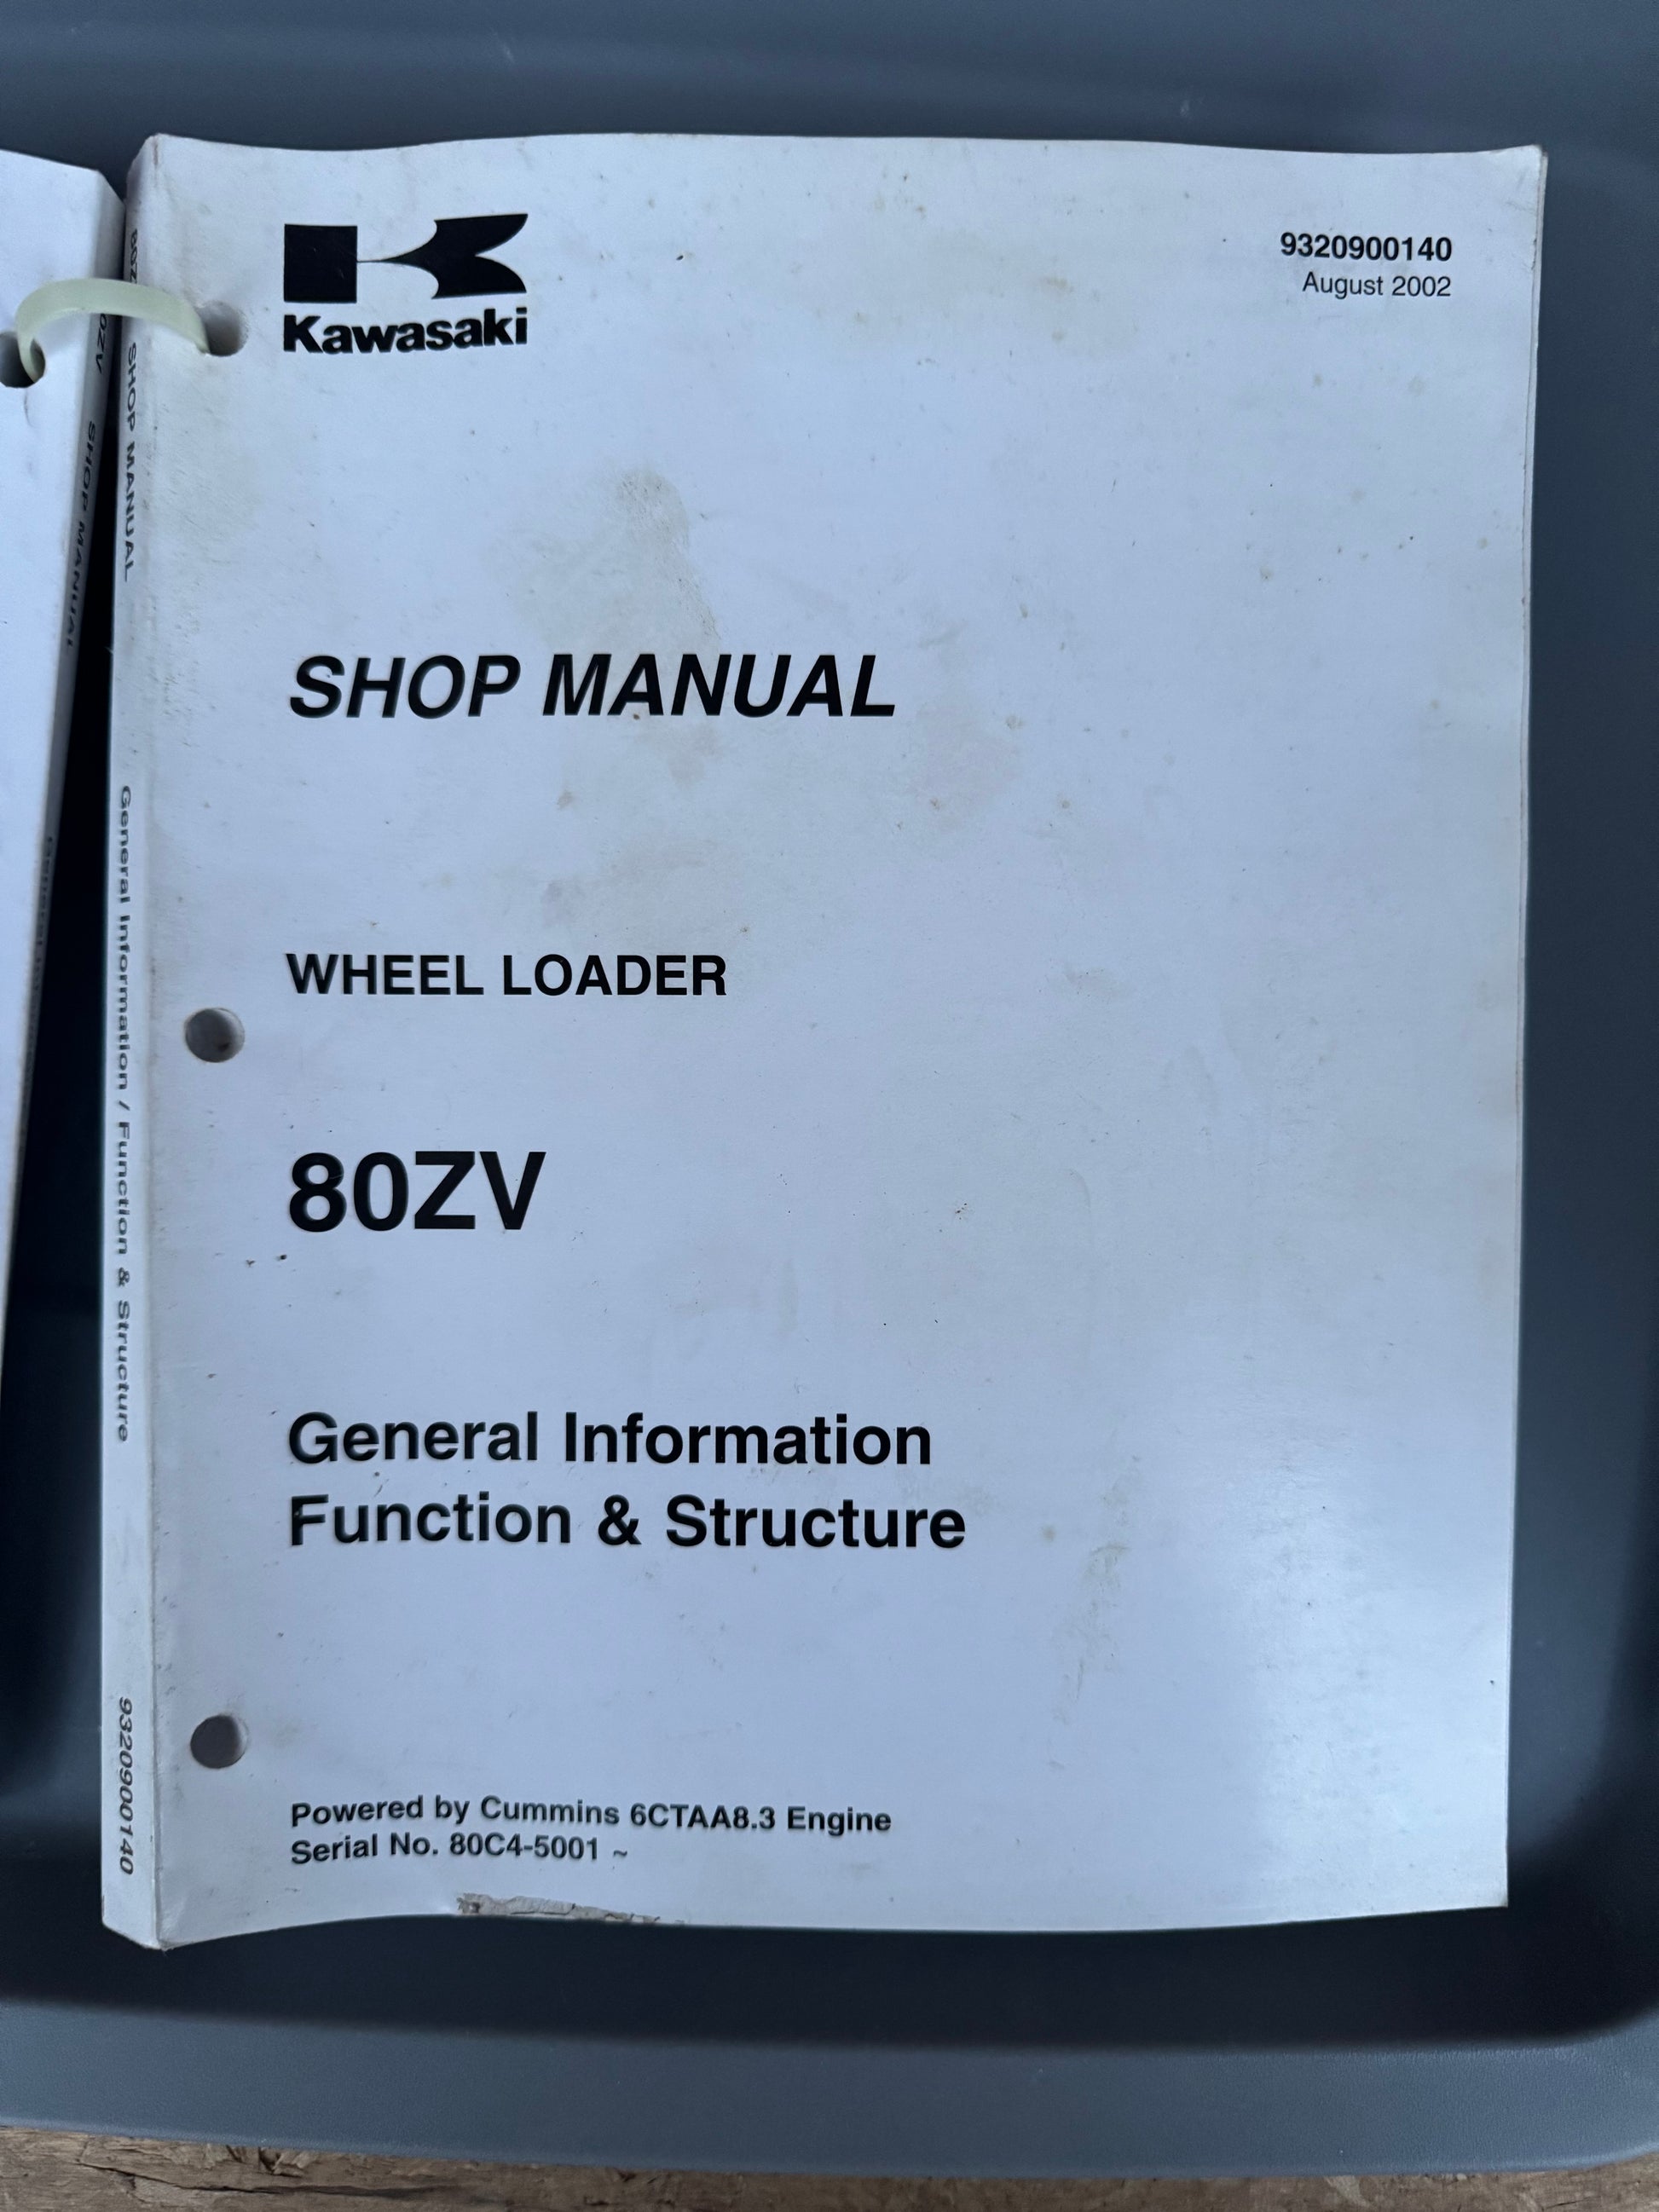 Kawasaki
9320900140
August 2002
SHOP MANUAL
WHEEL LOADER
80ZV
General Information
Function & Structure
Powered by Cummins 6CTAA8.3 Engine
Serial No. 80C4-5001 ~
SHOP MANUAL General Information / Function & Structure 9320900140
SHOP MANUAL